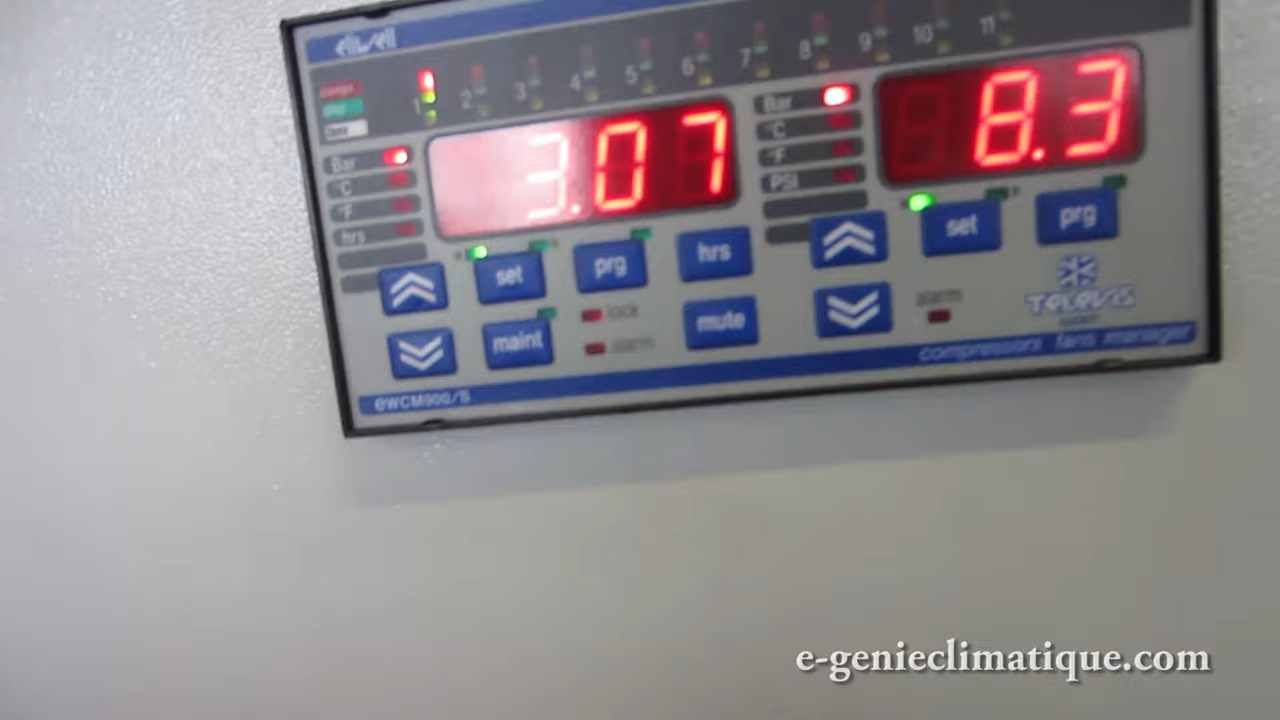 eliwell
1 2 3 4 5 6 7 8 9 10 11
Bar
°C
°F
hrs
3.07
Bar
°C
°F
PSI
8.3
set
prg
hrs
set
prg
maint
lock
alarm
mute
alarm
TELEVIS
compressors fans manager
EWCM900/S
e-genieclimatique.com